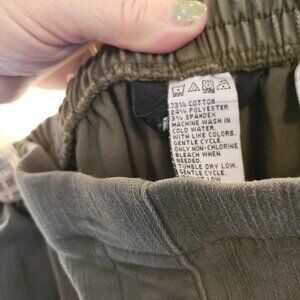 73% COTTON
24% POLYESTER
3% SPANDEX
MACHINE WASH IN
COLD WATER.
WITH LIKE COLORS.
GENTLE CYCLE.
ONLY NON-CHLORINE
BLEACH WHEN
NEEDED.
TUMBLE DRY LOW.
GENTLE CYCLE.
LOW